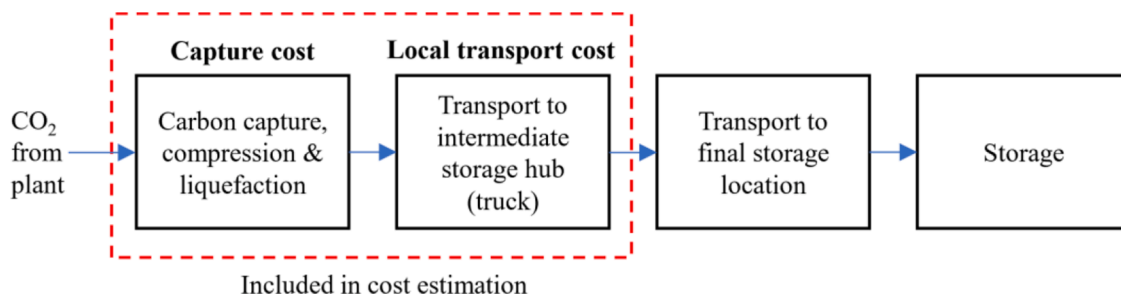 Capture cost
Local transport cost
CO₂
from
plant
Carbon capture,
compression &
liquefaction
Transport to
intermediate
storage hub
(truck)
Transport to
final storage
location
Storage
Included in cost estimation